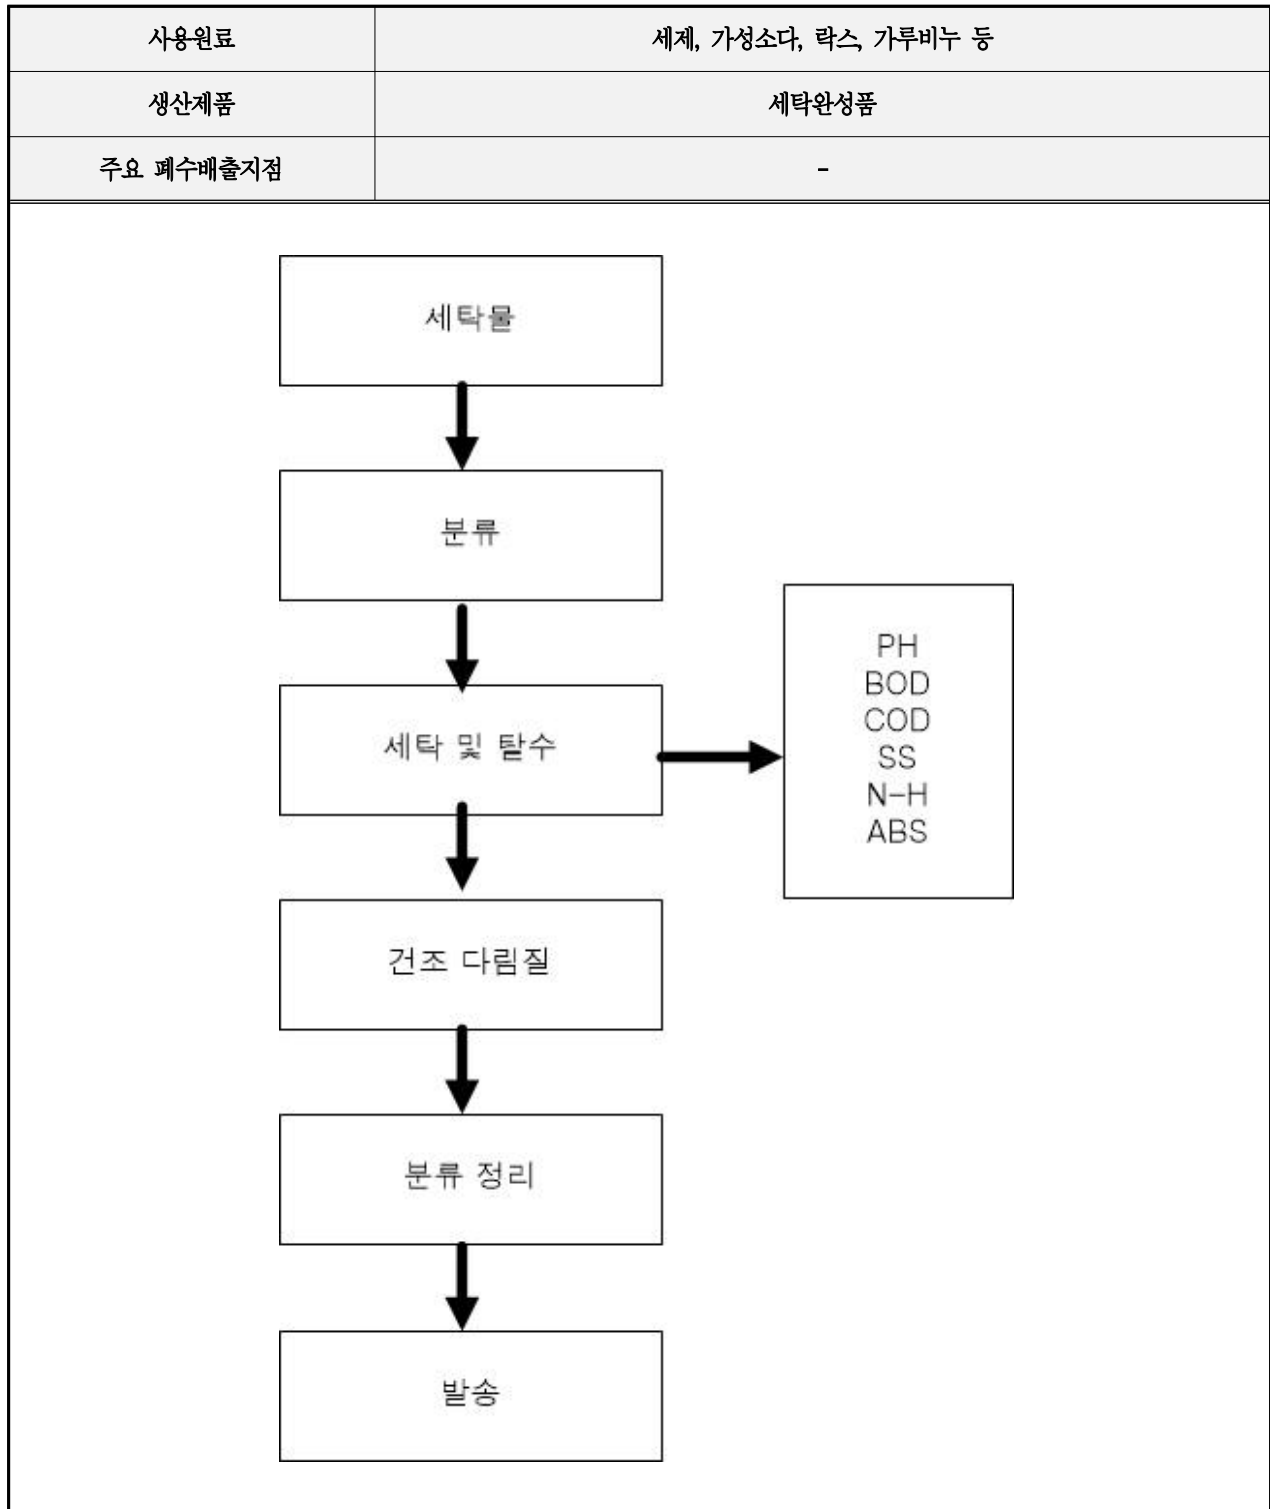 사용원료 세제, 가성소다, 락스, 가루비누 등
생산제품 세탁완성품
주요 폐수배출지점 -
세탁물
분류
세탁 및 탈수
PH
BOD
COD
SS
N-H
ABS
건조 다림질
분류 정리
발송